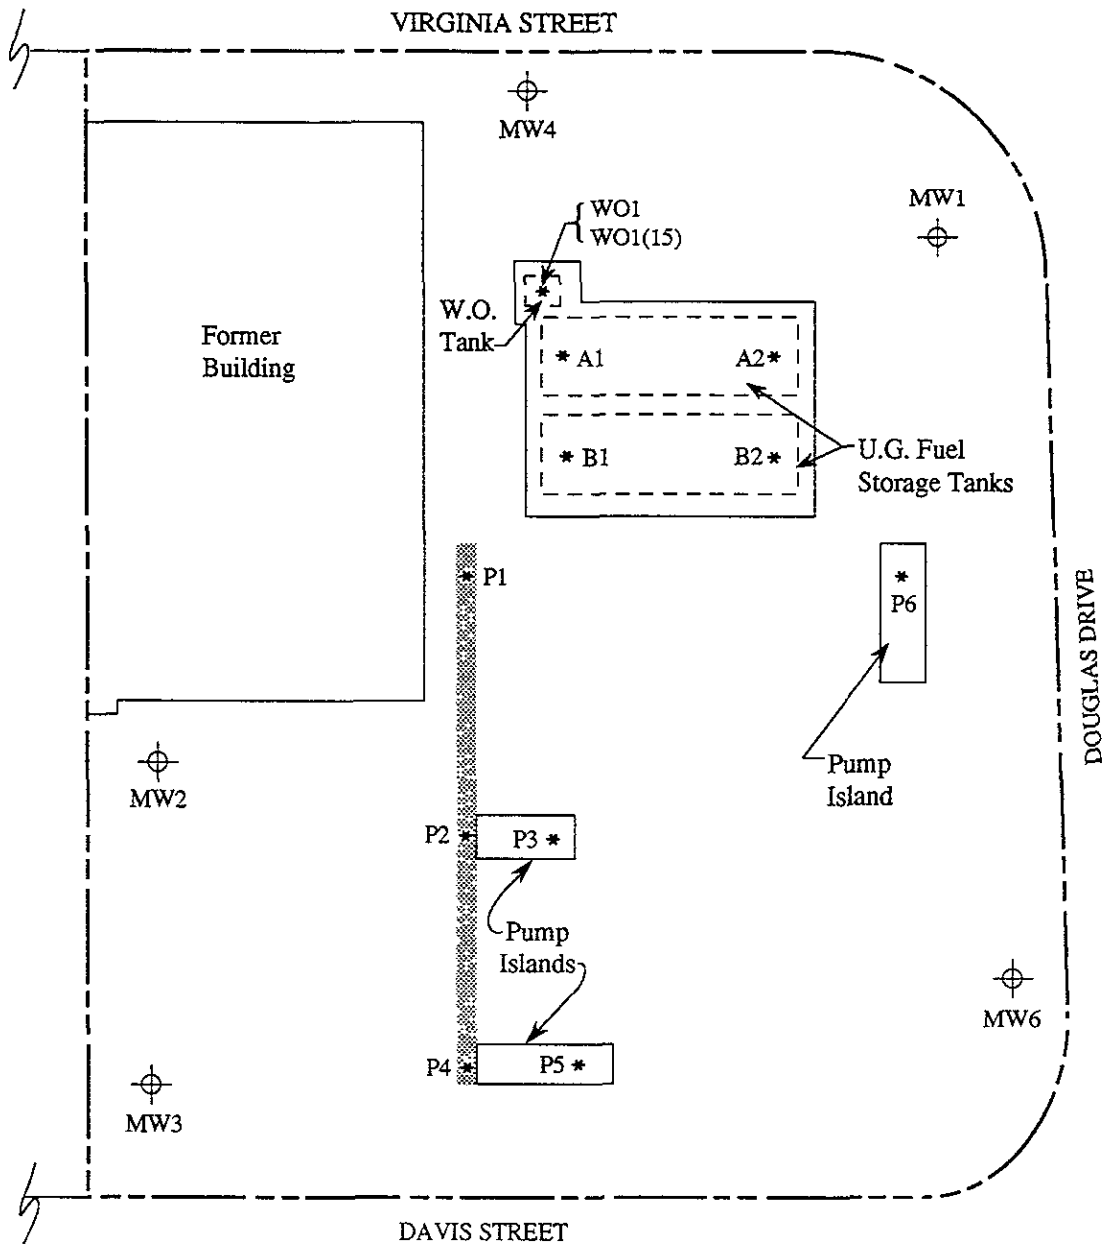 VIRGINIA STREET
MW4
MW1
WO1
WO1(15)
W.O.
Tank
Former
Building
A1
A2
B1
B2
U.G. Fuel
Storage Tanks
P1
P6
DOUGLAS DRIVE
Pump
Island
MW2
P2
P3
Pump
Islands
MW6
P4
P5
MW3
DAVIS STREET